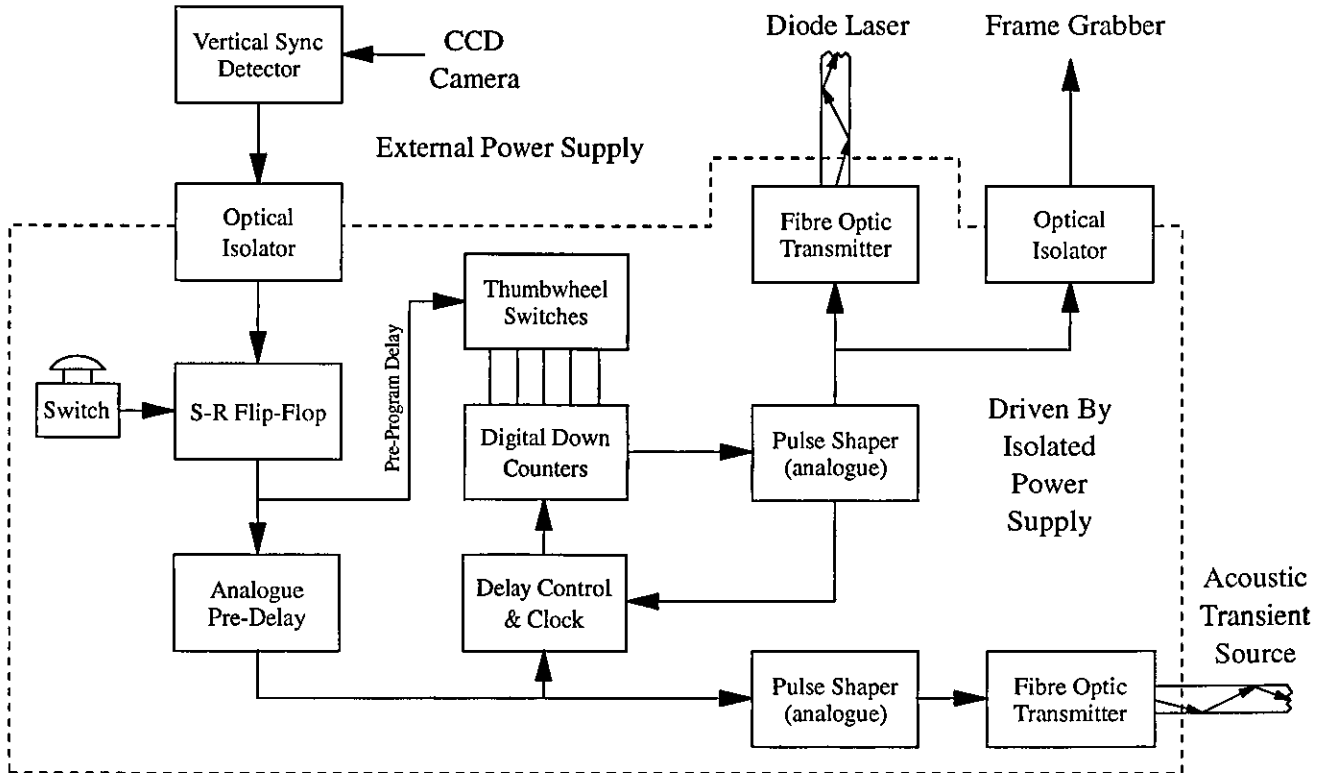 Diode Laser
Frame Grabber
Vertical Sync
Detector
CCD
Camera
External Power Supply
Optical
Isolator
Fibre Optic
Transmitter
Optical
Isolator
Thumbwheel
Switches
Pre-Program Delay
Switch
S-R Flip-Flop
Digital Down
Counters
Pulse Shaper
(analogue)
Driven By
Isolated
Power
Supply
Analogue
Pre-Delay
Delay Control
& Clock
Acoustic
Transient
Source
Pulse Shaper
(analogue)
Fibre Optic
Transmitter